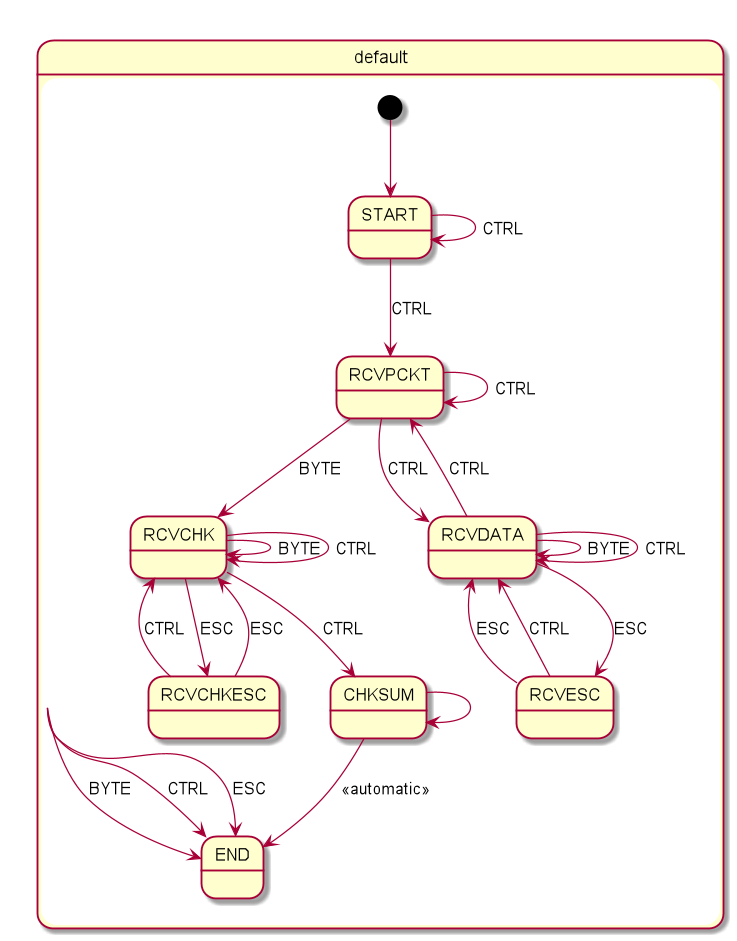 default
START
CTRL
CTRL
RCVPCKT
CTRL
BYTE
CTRL
CTRL
RCVCHK
BYTE
CTRL
RCVDATA
BYTE
CTRL
CTRL
ESC
ESC
CTRL
ESC
CTRL
ESC
RCVCHKESC
CHKSUM
RCVESC
BYTE
CTRL
ESC
«automatic»
END